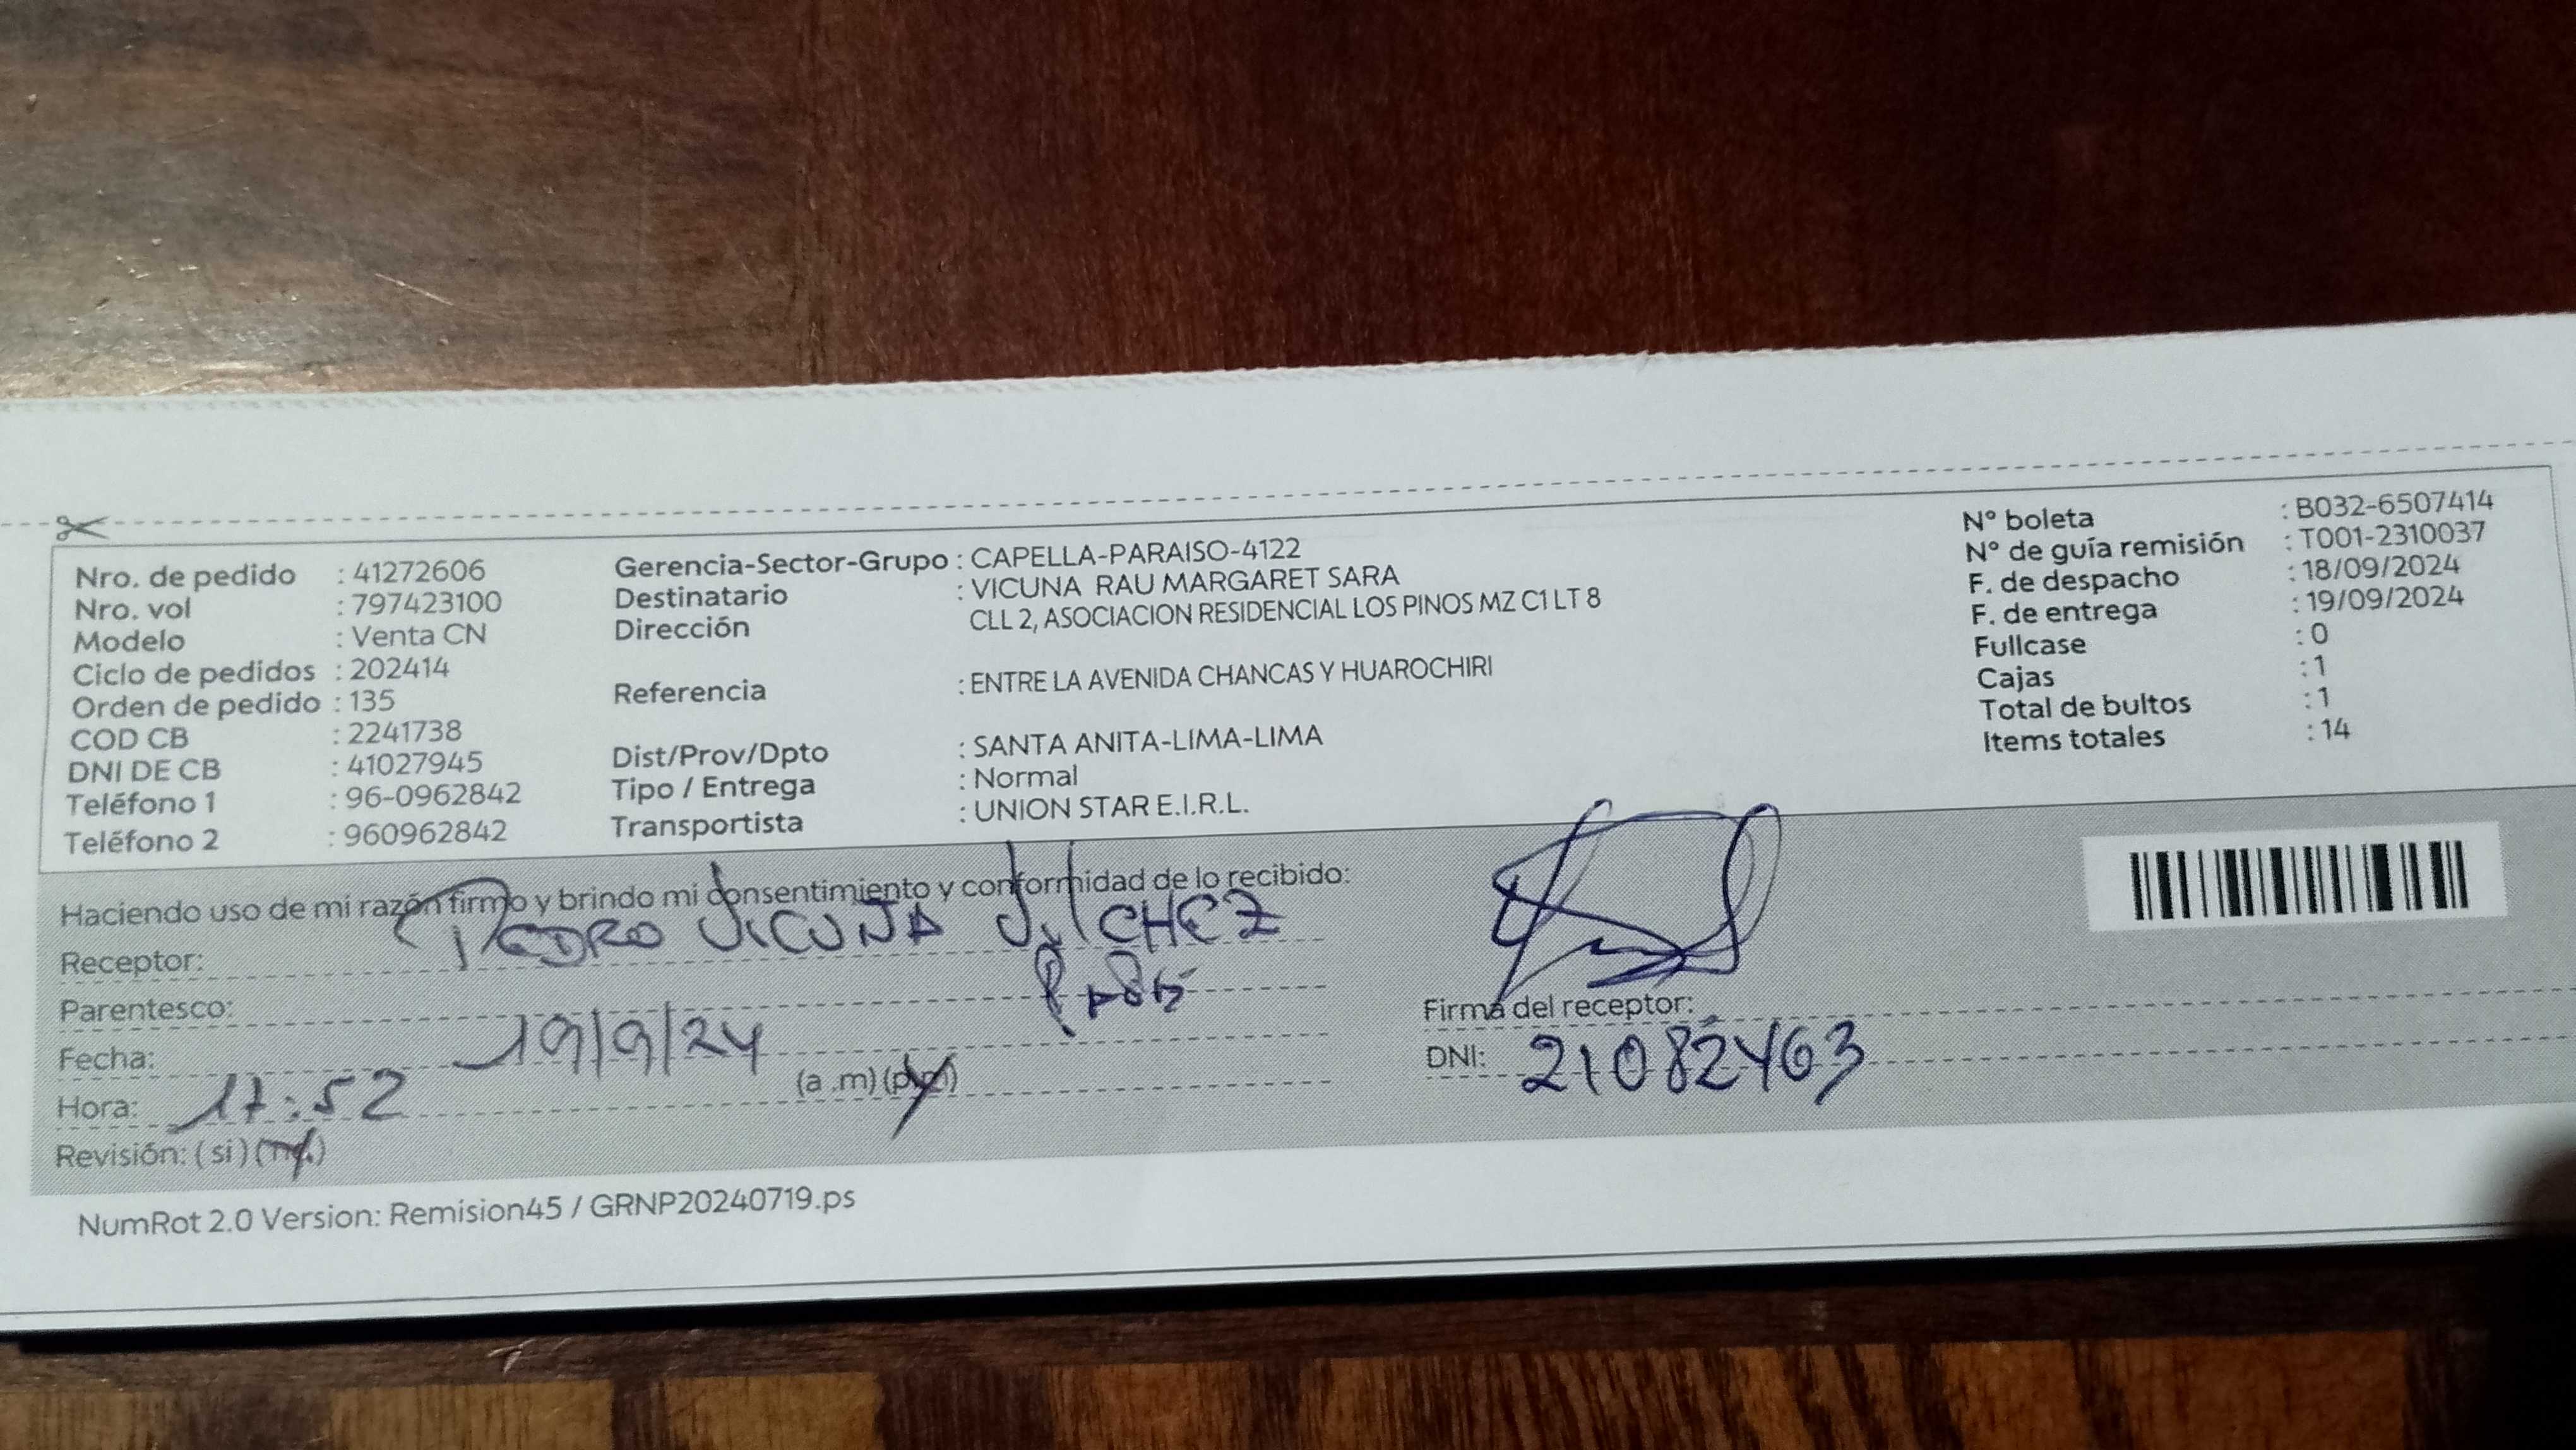 Nro. de pedido : 41272606
Nro. vol : 797423100
Modelo : Venta CN
Ciclo de pedidos : 202414
Orden de pedido : 135
COD CB : 2241738
DNI DE CB : 41027945
Teléfono 1 : 96-0962842
Teléfono 2 : 960962842
Gerencia-Sector-Grupo : CAPELLA-PARAISO-4122
Destinatario : VICUNA RAU MARGARET SARA
Dirección CLL 2, ASOCIACION RESIDENCIAL LOS PINOS MZ C1 LT 8
Referencia : ENTRE LA AVENIDA CHANCAS Y HUAROCHIRI
Dist/Prov/Dpto : SANTA ANITA-LIMA-LIMA
Tipo / Entrega : Normal
Transportista : UNION STAR E.I.R.L.
N° boleta : B032-6507414
N° de guía remisión : T001-2310037
F. de despacho : 18/09/2024
F. de entrega : 19/09/2024
Fullcase : 0
Cajas : 1
Total de bultos : 1
Items totales : 14
Haciendo uso de mi razón firmo y brindo mi consentimiento y conformidad de lo recibido:
Receptor: PEDRO VICUÑA VILCHEZ
Parentesco:
Fecha: 19/9/24
Hora: 17:52 (a .m) (p.m)
Revisión: ( si ) (no)
Firma del receptor:
DNI: 21082463
NumRot 2.0 Version: Remision45 / GRNP20240719.ps